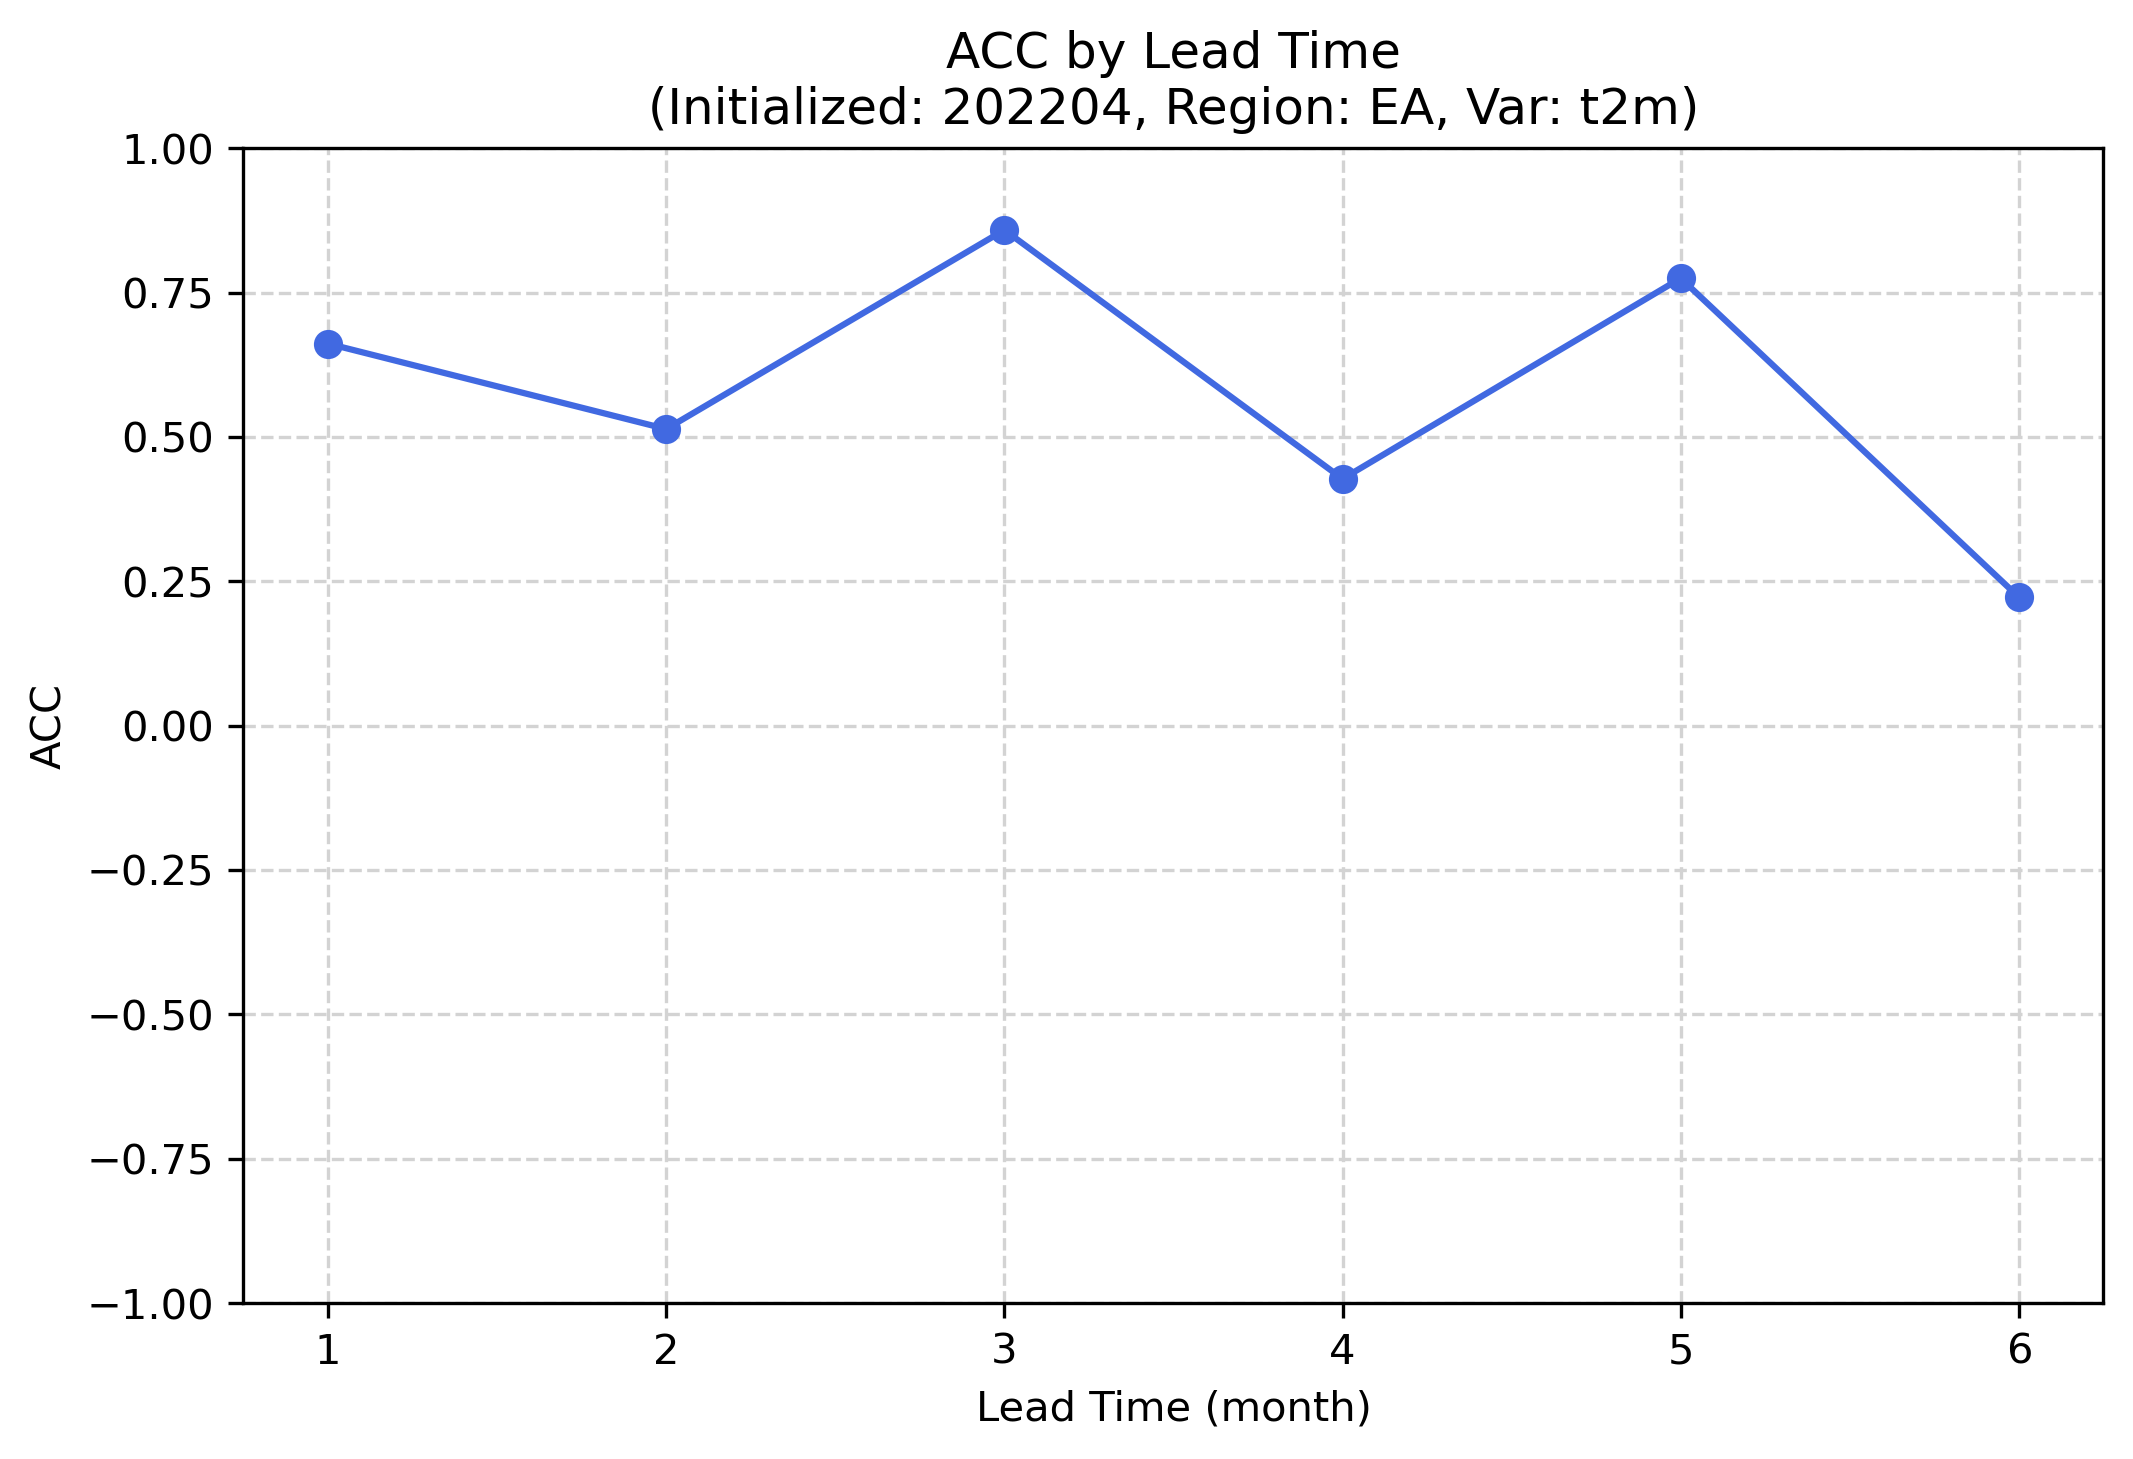 ACC by Lead Time
(Initialized: 202204, Region: EA, Var: t2m)
1.00
0.75
0.50
0.25
0.00
−0.25
−0.50
−0.75
−1.00
ACC
1 2 3 4 5 6
Lead Time (month)